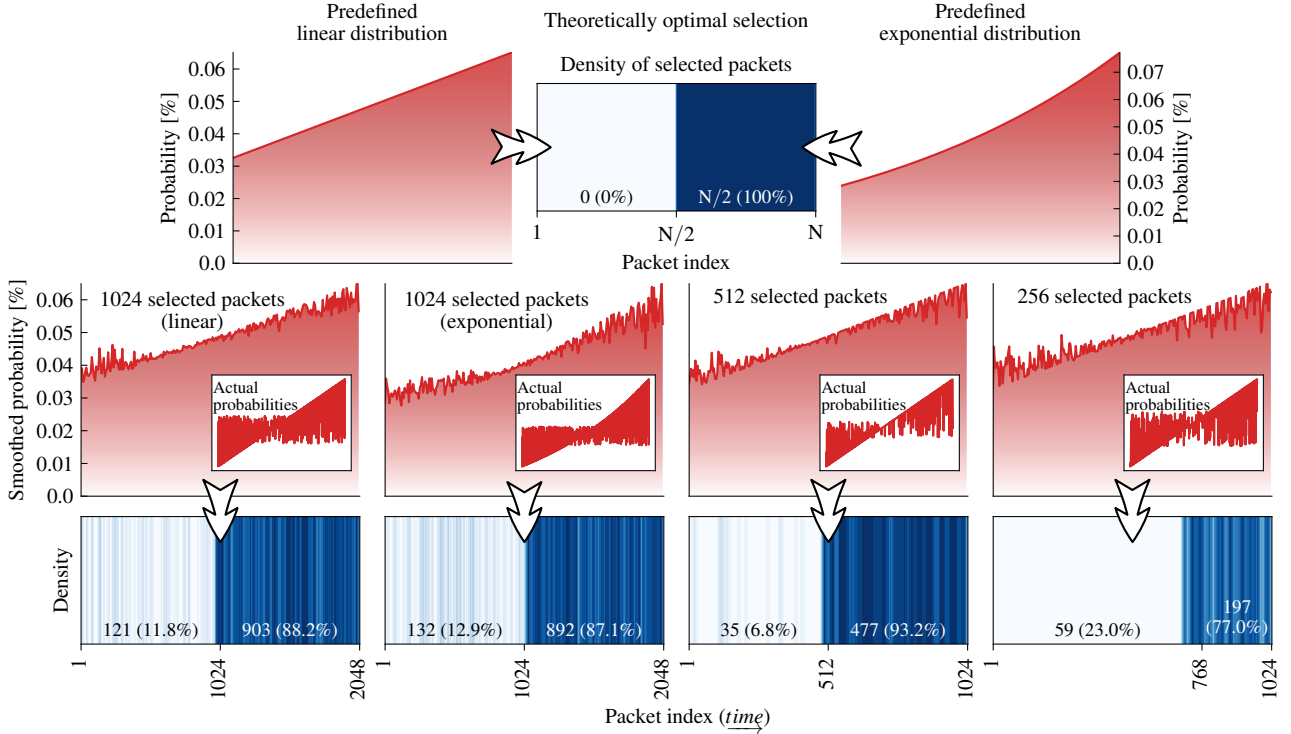 Predefined
linear distribution
Theoretically optimal selection
Predefined
exponential distribution
Density of selected packets
Probability [%]
0.06
0.05
0.04
0.03
0.02
0.01
0.0
0 (0%)
N/2 (100%)
1
N/2
N
Packet index
0.07
0.06
0.05
0.04
0.03
0.02
0.01
0.0
Probability [%]
Smoothed probability [%]
0.06
0.05
0.04
0.03
0.02
0.01
0.0
1024 selected packets
(linear)
Actual
probabilities
1024 selected packets
(exponential)
Actual
probabilities
512 selected packets
Actual
probabilities
256 selected packets
Actual
probabilities
Density
121 (11.8%)
903 (88.2%)
132 (12.9%)
892 (87.1%)
35 (6.8%)
477 (93.2%)
59 (23.0%)
197
(77.0%)
1
1024
2048
1
1024
2048
1
512
1024
1
768
1024
Packet index (time)